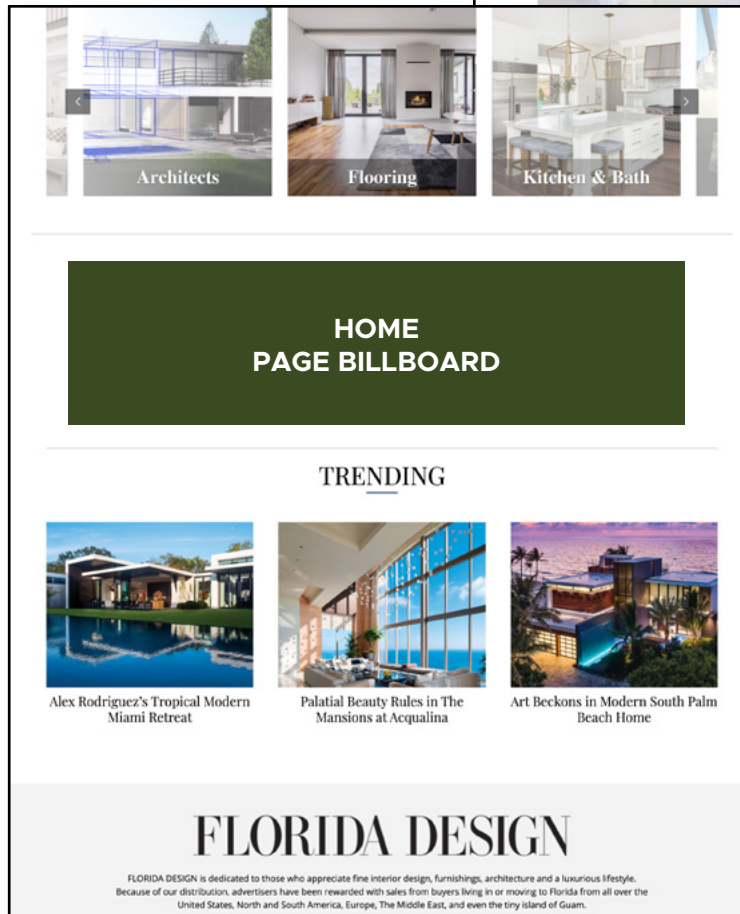 Architects
Flooring
Kitchen & Bath
HOME
PAGE BILLBOARD
TRENDING
Alex Rodriguez's Tropical Modern
Miami Retreat
Palatial Beauty Rules in The
Mansions at Acqualina
Art Beckons in Modern South Palm
Beach Home
FLORIDA DESIGN
FLORIDA DESIGN is dedicated to those who appreciate fine interior design, furnishings, architecture and a luxurious lifestyle.
Because of our distribution, advertisers have been rewarded with sales from buyers living in or moving to Florida from all over the
United States, North and South America, Europe, The Middle East, and even the tiny island of Guam.